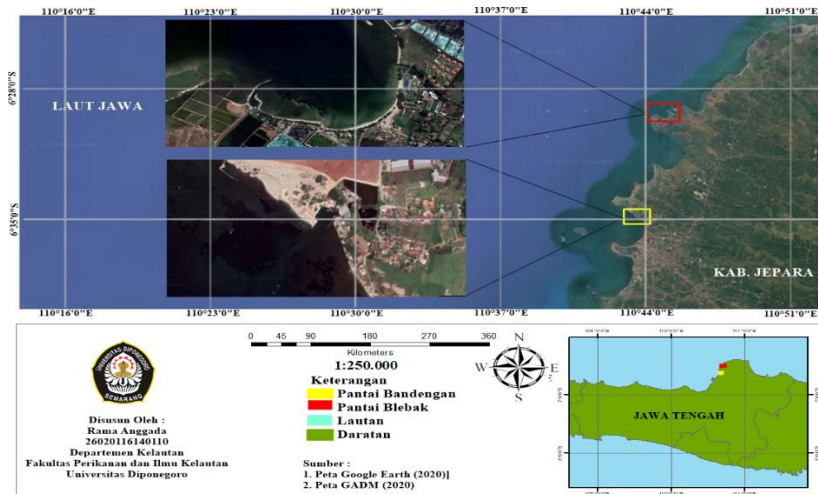 110°16'0"E 110°23'0"E 110°30'0"E 110°37'0"E 110°44'0"E 110°51'0"E
6°28'0"S
LAUT JAWA
6°35'0"S
KAB. JEPARA
110°16'0"E 110°23'0"E 110°30'0"E 110°37'0"E 110°44'0"E 110°51'0"E
UNIVERSITAS DIPONEGORO
SEMARANG
Disusun Oleh :
Rama Anggada
26020116140110
Departemen Kelautan
Fakultas Perikanan dan Ilmu Kelautan
Universitas Diponegoro
0 45 90 180 270 360
Kilometers
1:250.000
Keterangan
Pantai Bandengan
Pantai Blebak
Lautan
Daratan
Sumber :
1. Peta Google Earth (2020)]
2. Peta GADM (2020)
N
W E
S
JAWA TENGAH